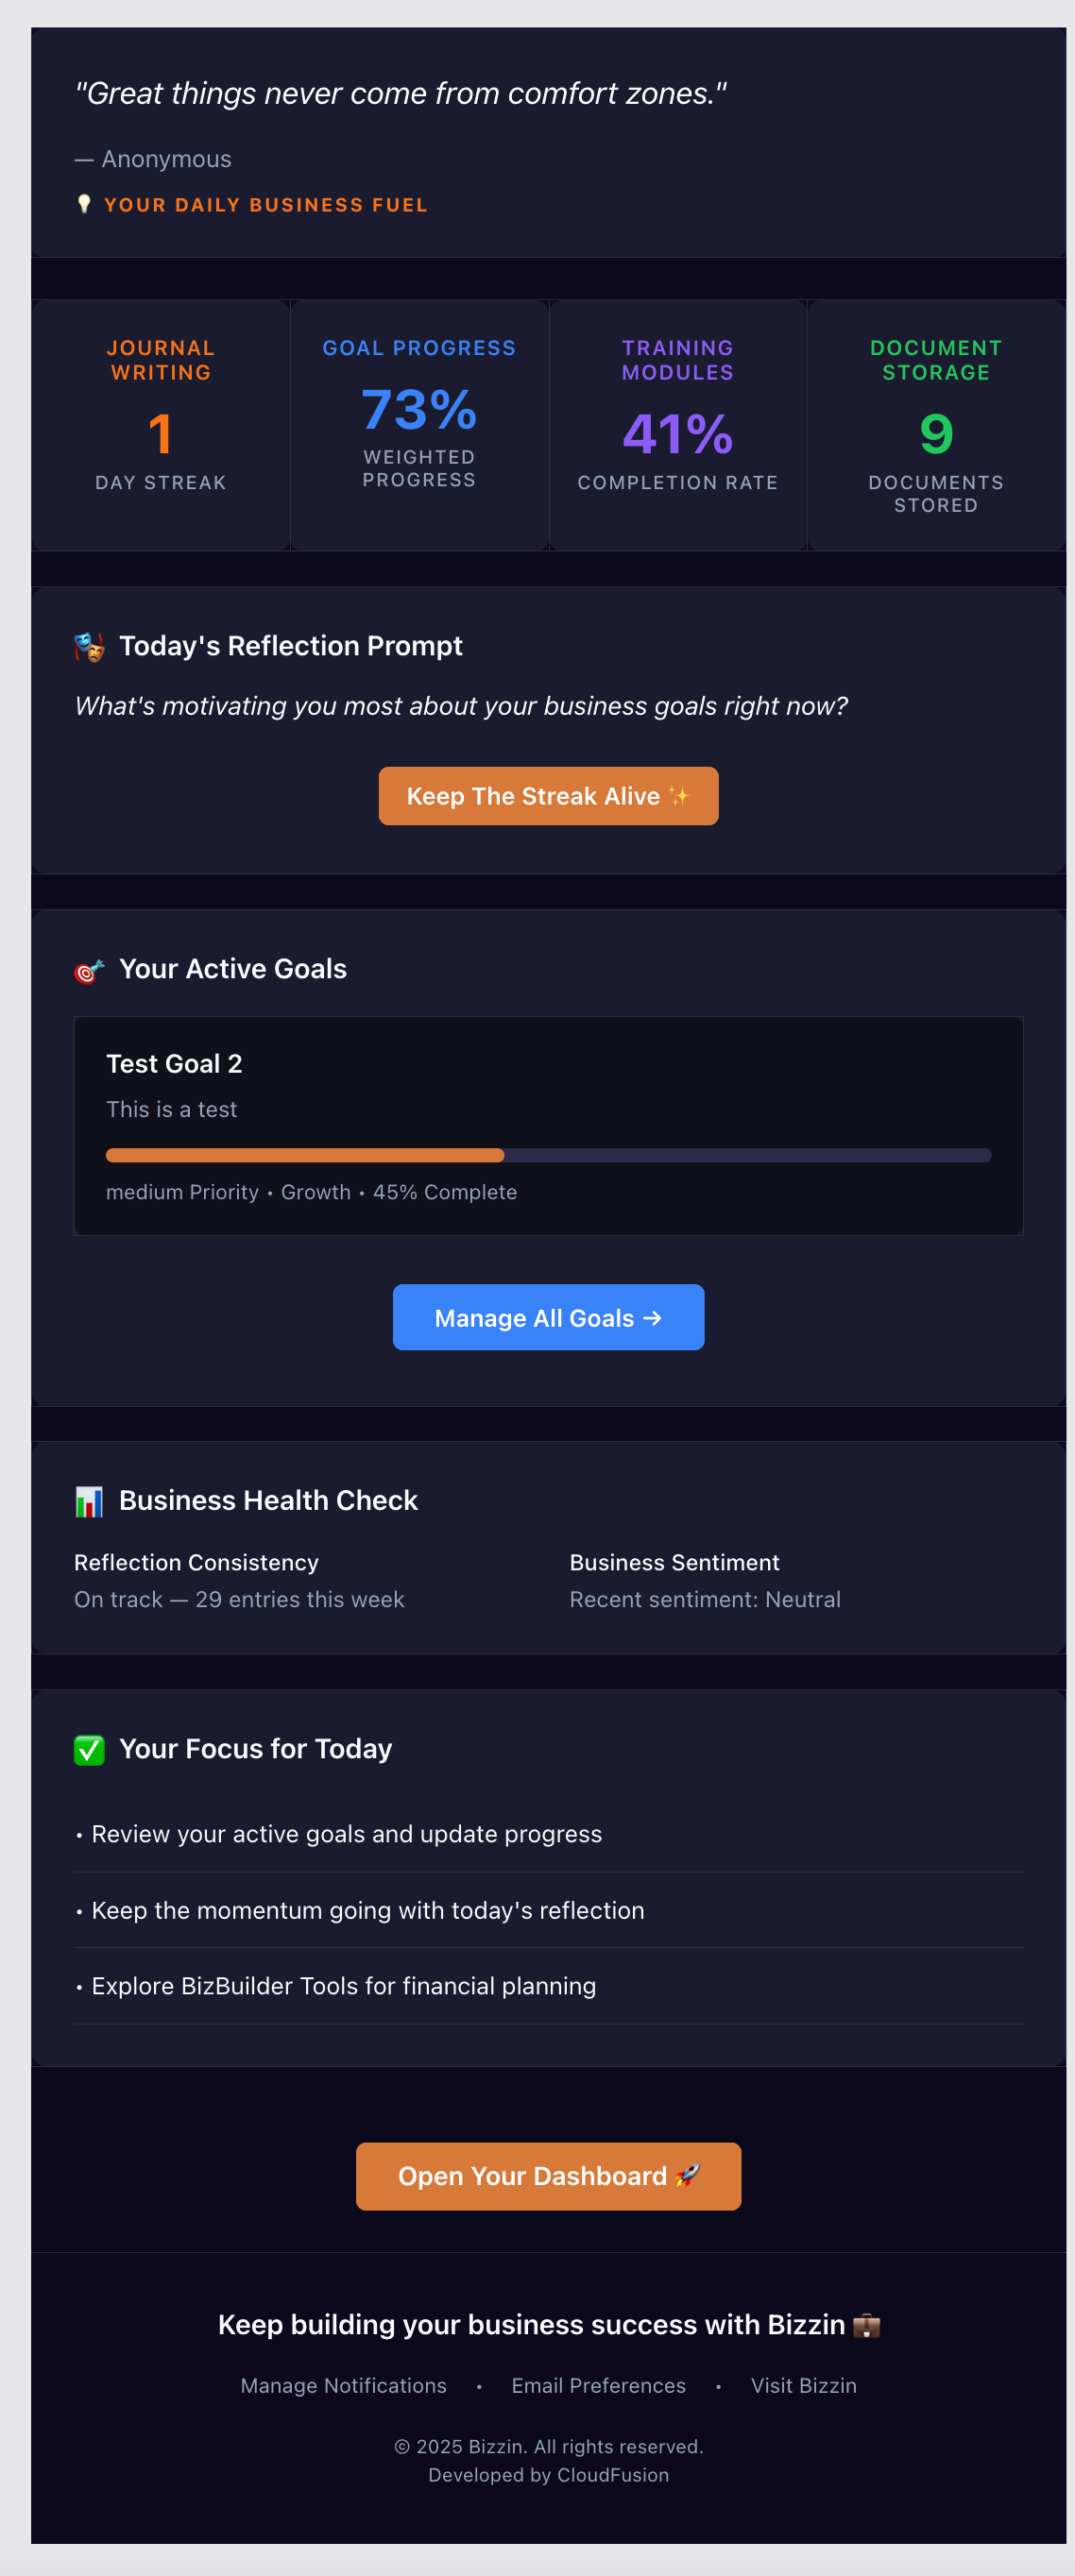 "Great things never come from comfort zones."
— Anonymous
💡 YOUR DAILY BUSINESS FUEL
JOURNAL
WRITING
1
DAY STREAK
GOAL PROGRESS
73%
WEIGHTED
PROGRESS
TRAINING
MODULES
41%
COMPLETION RATE
DOCUMENT
STORAGE
9
DOCUMENTS
STORED
🎭 Today's Reflection Prompt
What's motivating you most about your business goals right now?
Keep The Streak Alive ✨
🎯 Your Active Goals
Test Goal 2
This is a test
medium Priority • Growth • 45% Complete
Manage All Goals →
📊 Business Health Check
Reflection Consistency
On track — 29 entries this week
Business Sentiment
Recent sentiment: Neutral
✅ Your Focus for Today
• Review your active goals and update progress
• Keep the momentum going with today's reflection
• Explore BizBuilder Tools for financial planning
Open Your Dashboard 🚀
Keep building your business success with Bizzin 💼
Manage Notifications • Email Preferences • Visit Bizzin
© 2025 Bizzin. All rights reserved.
Developed by CloudFusion